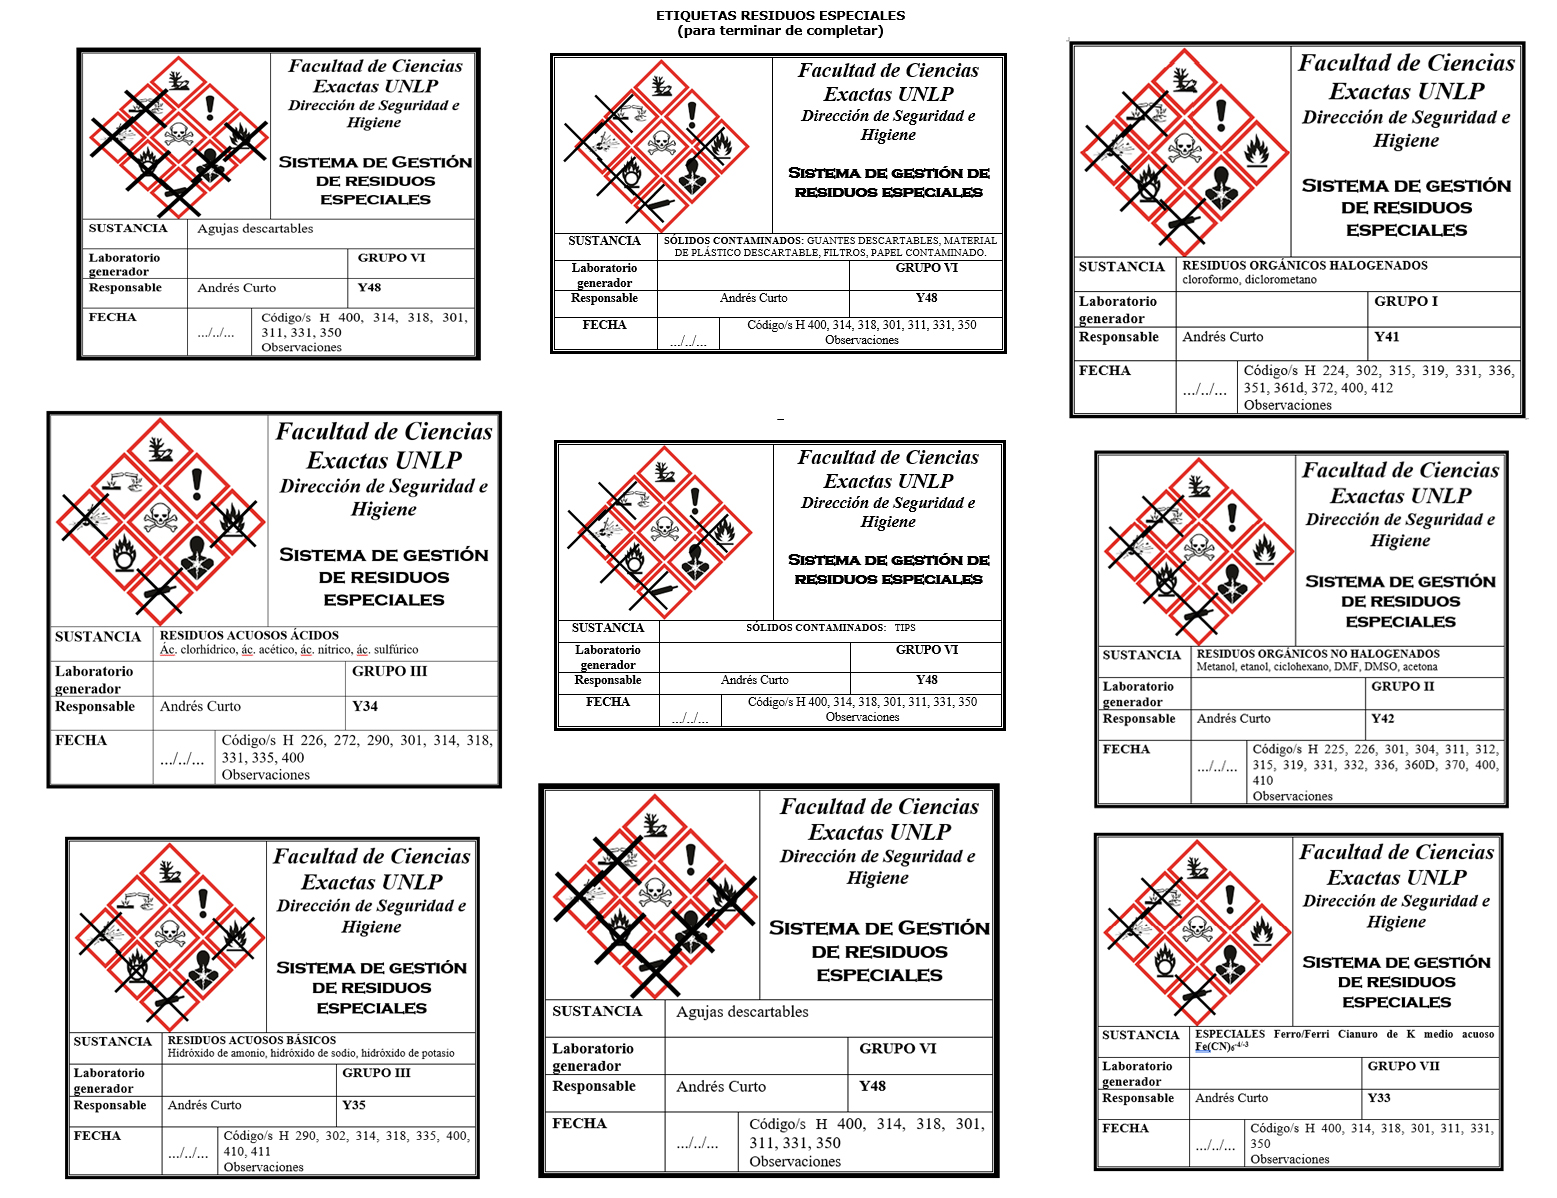 ETIQUETAS RESIDUOS ESPECIALES
(para terminar de completar)
Facultad de Ciencias
Exactas UNLP
Dirección de Seguridad e
Higiene
SISTEMA DE GESTIÓN
DE RESIDUOS
ESPECIALES
SUSTANCIA
Agujas descartables
Laboratorio
generador
GRUPO VI
Responsable
Andrés Curto
Y48
FECHA
.../../...
Código/s H 400, 314, 318, 301,
311, 331, 350
Observaciones
Facultad de Ciencias
Exactas UNLP
Dirección de Seguridad e
Higiene
SISTEMA DE GESTIÓN DE
RESIDUOS ESPECIALES
SUSTANCIA
SÓLIDOS CONTAMINADOS: GUANTES DESCARTABLES, MATERIAL
DE PLÁSTICO DESCARTABLE, FILTROS, PAPEL CONTAMINADO.
Laboratorio
generador
GRUPO VI
Responsable
Andrés Curto
Y48
FECHA
.../../...
Código/s H 400, 314, 318, 301, 311, 331, 350
Observaciones
Facultad de Ciencias
Exactas UNLP
Dirección de Seguridad e
Higiene
SISTEMA DE GESTIÓN
DE RESIDUOS
ESPECIALES
SUSTANCIA
RESIDUOS ORGÁNICOS HALOGENADOS
cloroformo, diclorometano
Laboratorio
generador
GRUPO I
Responsable
Andrés Curto
Y41
FECHA
.../../...
Código/s H 224, 302, 315, 319, 331, 336,
351, 361d, 372, 400, 412
Observaciones
Facultad de Ciencias
Exactas UNLP
Dirección de Seguridad e
Higiene
SISTEMA DE GESTIÓN
DE RESIDUOS
ESPECIALES
SUSTANCIA
RESIDUOS ACUOSOS ÁCIDOS
Ác. clorhídrico, ác. acético, ác. nítrico, ác. sulfúrico
Laboratorio
generador
GRUPO III
Responsable
Andrés Curto
Y34
FECHA
.../../...
Código/s H 226, 272, 290, 301, 314, 318,
331, 335, 400
Observaciones
Facultad de Ciencias
Exactas UNLP
Dirección de Seguridad e
Higiene
SISTEMA DE GESTIÓN DE
RESIDUOS ESPECIALES
SUSTANCIA
SÓLIDOS CONTAMINADOS: TIPS
Laboratorio
generador
GRUPO VI
Responsable
Andrés Curto
Y48
FECHA
.../../...
Código/s H 400, 314, 318, 301, 311, 331, 350
Observaciones
Facultad de Ciencias
Exactas UNLP
Dirección de Seguridad e
Higiene
SISTEMA DE GESTIÓN
DE RESIDUOS
ESPECIALES
SUSTANCIA
RESIDUOS ORGÁNICOS NO HALOGENADOS
Metanol, etanol, ciclohexano, DMF, DMSO, acetona
Laboratorio
generador
GRUPO II
Responsable
Andrés Curto
Y42
FECHA
.../../...
Código/s H 225, 226, 301, 304, 311, 312,
315, 319, 331, 332, 336, 360D, 370, 400,
410
Observaciones
Facultad de Ciencias
Exactas UNLP
Dirección de Seguridad e
Higiene
SISTEMA DE GESTIÓN
DE RESIDUOS
ESPECIALES
SUSTANCIA
RESIDUOS ACUOSOS BÁSICOS
Hidróxido de amonio, hidróxido de sodio, hidróxido de potasio
Laboratorio
generador
GRUPO III
Responsable
Andrés Curto
Y35
FECHA
.../../...
Código/s H 290, 302, 314, 318, 335, 400,
410, 411
Observaciones
Facultad de Ciencias
Exactas UNLP
Dirección de Seguridad e
Higiene
SISTEMA DE GESTIÓN
DE RESIDUOS
ESPECIALES
SUSTANCIA
Agujas descartables
Laboratorio
generador
GRUPO VI
Responsable
Andrés Curto
Y48
FECHA
.../../...
Código/s H 400, 314, 318, 301,
311, 331, 350
Observaciones
Facultad de Ciencias
Exactas UNLP
Dirección de Seguridad e
Higiene
SISTEMA DE GESTIÓN
DE RESIDUOS
ESPECIALES
SUSTANCIA
ESPECIALES Ferro/Ferri Cianuro de K medio acuoso
Fe(CN)₆⁻⁴/⁻³
Laboratorio
generador
GRUPO VII
Responsable
Andrés Curto
Y33
FECHA
.../../...
Código/s H 400, 314, 318, 301, 311, 331,
350
Observaciones